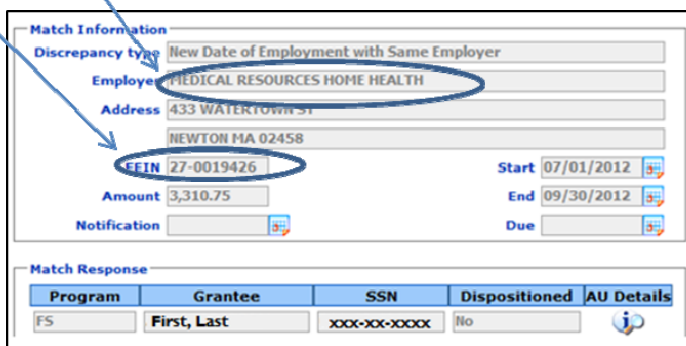 Match Information
Discrepancy type New Date of Employment with Same Employer
Employer MEDICAL RESOURCES HOME HEALTH
Address 433 WATERTOWN ST
NEWTON MA 02458
FEIN 27-0019426 Start 07/01/2012
Amount 3,310.75 End 09/30/2012
Notification Due
Match Response
Program Grantee SSN Dispositioned AU Details
FS First, Last xxx-xx-xxxx No